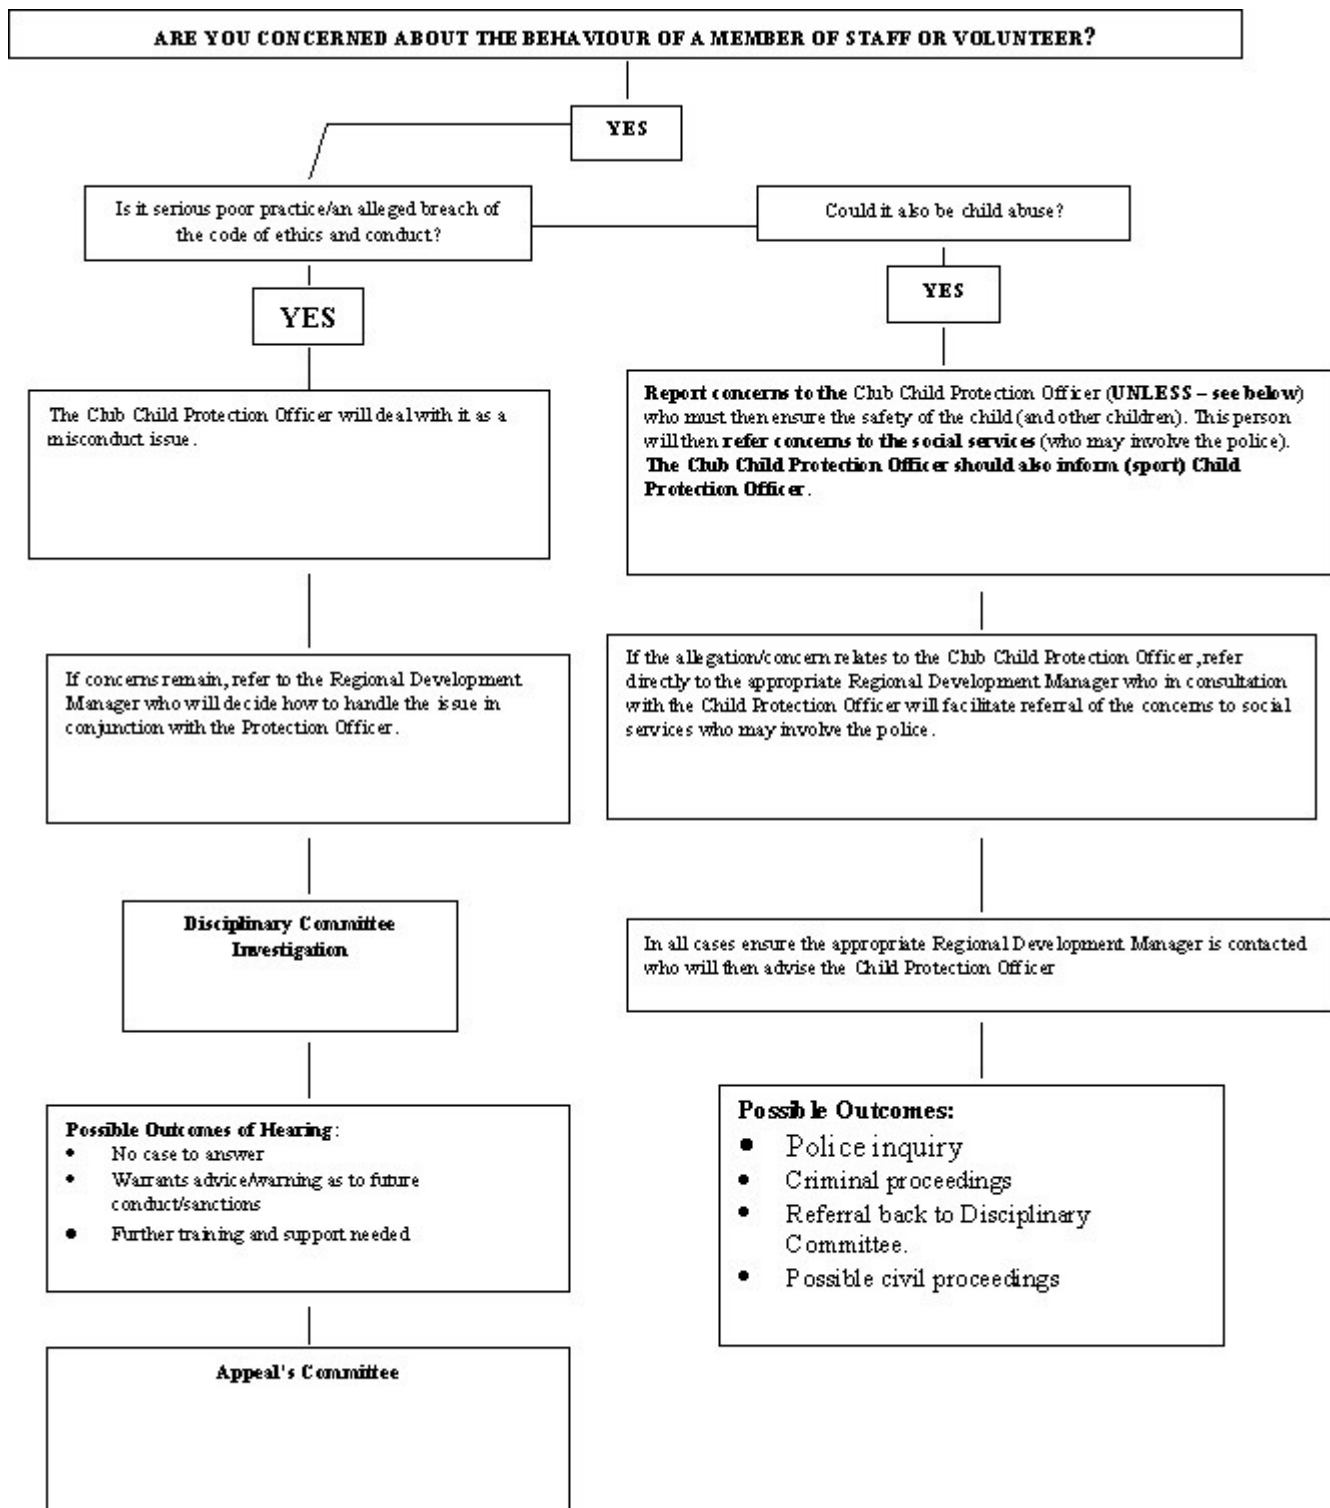 ARE YOU CONCERNED ABOUT THE BEHAVIOUR OF A MEMBER OF STAFF OR VOLUNTEER?
YES
Is it serious poor practice/an alleged breach of
the code of ethics and conduct?
Could it also be child abuse?
YES
YES
The Club Child Protection Officer will deal with it as a
misconduct issue.
Report concerns to the Club Child Protection Officer (UNLESS – see below)
who must then ensure the safety of the child (and other children). This person
will then refer concerns to the social services (who may involve the police).
The Club Child Protection Officer should also inform (sport) Child
Protection Officer.
If concerns remain, refer to the Regional Development
Manager who will decide how to handle the issue in
conjunction with the Protection Officer.
If the allegation/concern relates to the Club Child Protection Officer, refer
directly to the appropriate Regional Development Manager who in consultation
with the Child Protection Officer will facilitate referral of the concerns to social
services who may involve the police.
Disciplinary Committee
Investigation
In all cases ensure the appropriate Regional Development Manager is contacted
who will then advise the Child Protection Officer
Possible Outcomes of Hearing:
• No case to answer
• Warrants advice/warning as to future
conduct/sanctions
• Further training and support needed
Possible Outcomes:
• Police inquiry
• Criminal proceedings
• Referral back to Disciplinary
Committee.
• Possible civil proceedings
Appeal's Committee